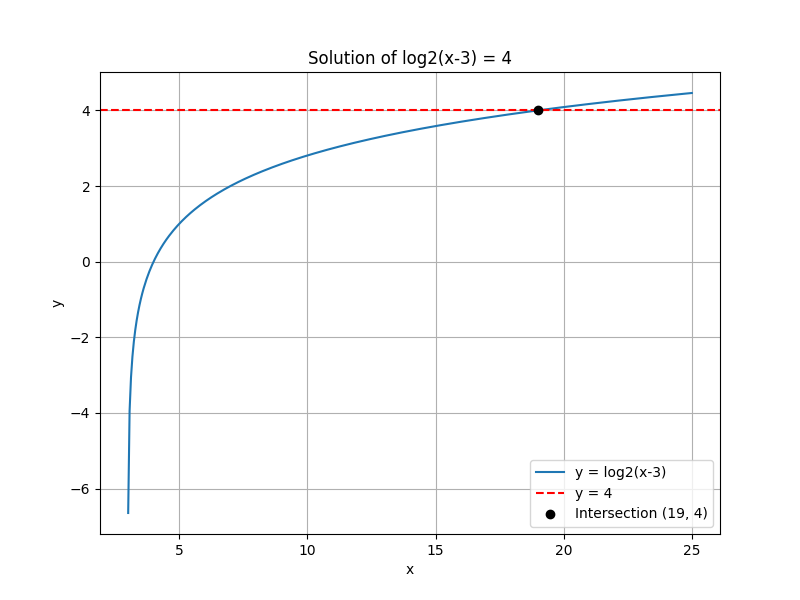 Solution of log2(x-3) = 4
4
2
0
−2
−4
−6
y
5
10
15
20
25
x
y = log2(x-3)
y = 4
Intersection (19, 4)